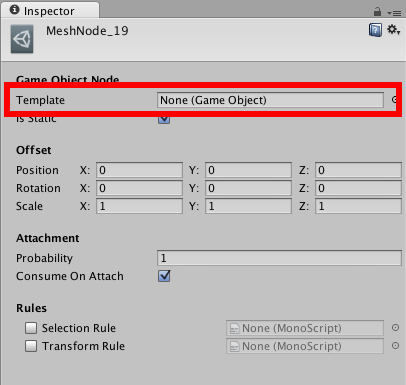 Inspector
MeshNode_19
Game Object Node
Template None (Game Object)
Is Static
Offset
Position X: 0 Y: 0 Z: 0
Rotation X: 0 Y: 0 Z: 0
Scale X: 1 Y: 1 Z: 1
Attachment
Probability 1
Consume On Attach
Rules
Selection Rule None (MonoScript)
Transform Rule None (MonoScript)